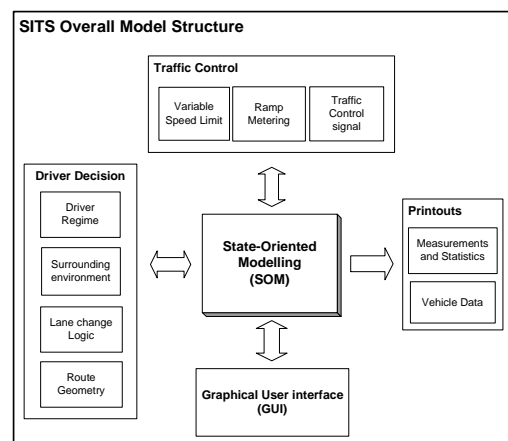 SITS Overall Model Structure
Traffic Control
Variable
Speed Limit
Ramp
Metering
Traffic
Control
signal
Driver Decision
Driver
Regime
Surrounding
environment
Lane change
Logic
Route
Geometry
State-Oriented
Modelling
(SOM)
Printouts
Measurements
and Statistics
Vehicle Data
Graphical User interface
(GUI)